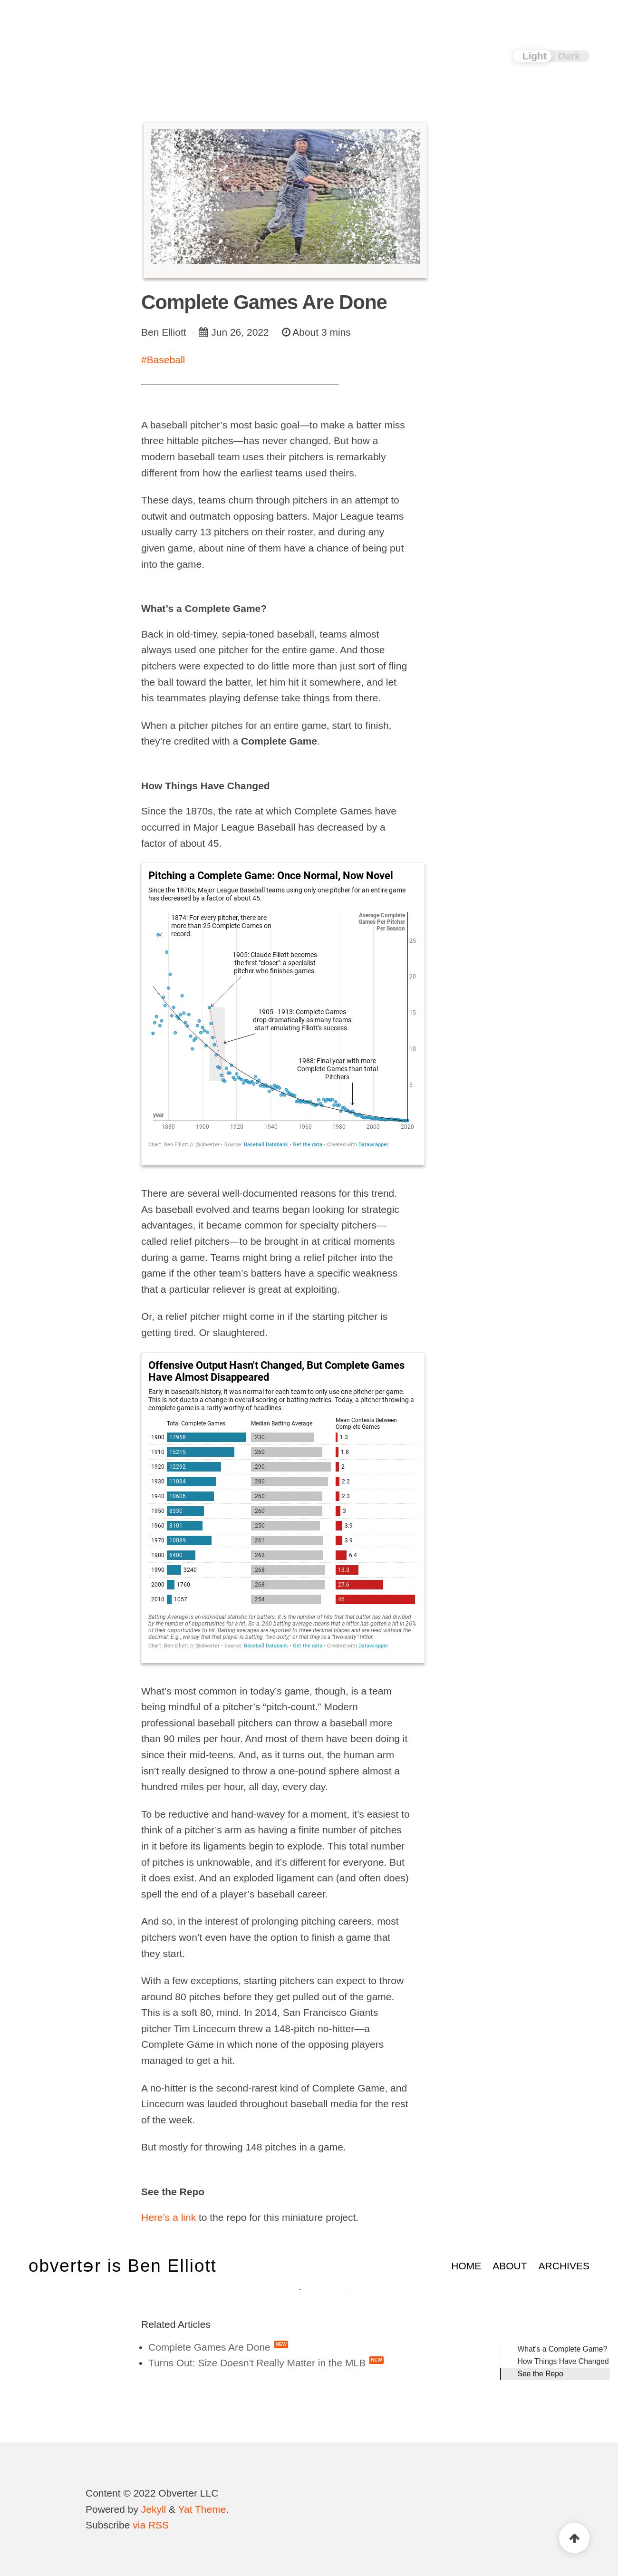 Light Dark
Complete Games Are Done
Ben Elliott Jun 26, 2022 About 3 mins
#Baseball
A baseball pitcher’s most basic goal—to make a batter miss
three hittable pitches—has never changed. But how a
modern baseball team uses their pitchers is remarkably
different from how the earliest teams used theirs.
These days, teams churn through pitchers in an attempt to
outwit and outmatch opposing batters. Major League teams
usually carry 13 pitchers on their roster, and during any
given game, about nine of them have a chance of being put
into the game.
What’s a Complete Game?
Back in old-timey, sepia-toned baseball, teams almost
always used one pitcher for the entire game. And those
pitchers were expected to do little more than just sort of fling
the ball toward the batter, let him hit it somewhere, and let
his teammates playing defense take things from there.
When a pitcher pitches for an entire game, start to finish,
they’re credited with a Complete Game.
How Things Have Changed
Since the 1870s, the rate at which Complete Games have
occurred in Major League Baseball has decreased by a
factor of about 45.
Pitching a Complete Game: Once Normal, Now Novel
Since the 1870s, Major League Baseball teams using only one pitcher for an entire game
has decreased by a factor of about 45.
1874: For every pitcher, there are
more than 25 Complete Games on
record.
Average Complete
Games Per Pitcher
Per Season
25
1905: Claude Elliott becomes
the first "closer": a specialist
pitcher who finishes games.
20
15
1905–1913: Complete Games
drop dramatically as many teams
start emulating Elliott's success.
10
1988: Final year with more
Complete Games than total
Pitchers
5
year
1880 1900 1920 1940 1960 1980 2000 2020
Chart: Ben Elliott // @obverter • Source: Baseball Databank • Get the data • Created with Datawrapper
There are several well-documented reasons for this trend.
As baseball evolved and teams began looking for strategic
advantages, it became common for specialty pitchers—
called relief pitchers—to be brought in at critical moments
during a game. Teams might bring a relief pitcher into the
game if the other team’s batters have a specific weakness
that a particular reliever is great at exploiting.
Or, a relief pitcher might come in if the starting pitcher is
getting tired. Or slaughtered.
Offensive Output Hasn't Changed, But Complete Games
Have Almost Disappeared
Early in baseball's history, it was normal for each team to only use one pitcher per game.
This is not due to a change in overall scoring or batting metrics. Today, a pitcher throwing a
complete game is a rarity worthy of headlines.
Total Complete Games Median Batting Average Mean Contests Between
Complete Games
1900 17958 .230 1.3
1910 15215 .260 1.8
1920 12292 .290 2
1930 11034 .280 2.2
1940 10606 .260 2.3
1950 8330 .260 3
1960 8101 .250 3.9
1970 10089 .261 3.9
1980 6400 .263 6.4
1990 3240 .268 13.3
2000 1760 .268 27.6
2010 1057 .254 46
Batting Average is an individual statistic for batters. It is the number of hits that that batter has had divided
by the number of opportunities for a hit. So a .260 batting average means that a hitter has gotten a hit in 26%
of their opportunities to hit. Batting averages are reported to three decimal places and are read without the
decimal. E.g., we say that that player is batting "two-sixty," or that they're a "two-sixty" hitter.
Chart: Ben Elliott // @obverter • Source: Baseball Databank • Get the data • Created with Datawrapper
What’s most common in today’s game, though, is a team
being mindful of a pitcher’s “pitch-count.” Modern
professional baseball pitchers can throw a baseball more
than 90 miles per hour. And most of them have been doing it
since their mid-teens. And, as it turns out, the human arm
isn’t really designed to throw a one-pound sphere almost a
hundred miles per hour, all day, every day.
To be reductive and hand-wavey for a moment, it’s easiest to
think of a pitcher’s arm as having a finite number of pitches
in it before its ligaments begin to explode. This total number
of pitches is unknowable, and it’s different for everyone. But
it does exist. And an exploded ligament can (and often does)
spell the end of a player’s baseball career.
And so, in the interest of prolonging pitching careers, most
pitchers won’t even have the option to finish a game that
they start.
With a few exceptions, starting pitchers can expect to throw
around 80 pitches before they get pulled out of the game.
This is a soft 80, mind. In 2014, San Francisco Giants
pitcher Tim Lincecum threw a 148-pitch no-hitter—a
Complete Game in which none of the opposing players
managed to get a hit.
A no-hitter is the second-rarest kind of Complete Game, and
Lincecum was lauded throughout baseball media for the rest
of the week.
But mostly for throwing 148 pitches in a game.
See the Repo
Here’s a link to the repo for this miniature project.
obvertɘr is Ben Elliott HOME ABOUT ARCHIVES
Related Articles
Complete Games Are Done NEW
Turns Out: Size Doesn't Really Matter in the MLB NEW
What’s a Complete Game?
How Things Have Changed
See the Repo
Content © 2022 Obverter LLC
Powered by Jekyll & Yat Theme.
Subscribe via RSS